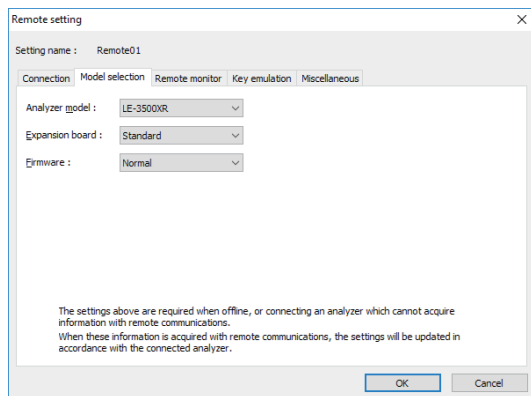 Remote setting
Setting name : Remote01
Connection Model selection Remote monitor Key emulation Miscellaneous
Analyzer model : LE-3500XR
Expansion board : Standard
Firmware : Normal
The settings above are required when offline, or connecting an analyzer which cannot acquire
information with remote communications.
When these information is acquired with remote communications, the settings will be updated in
accordance with the connected analyzer.
OK Cancel